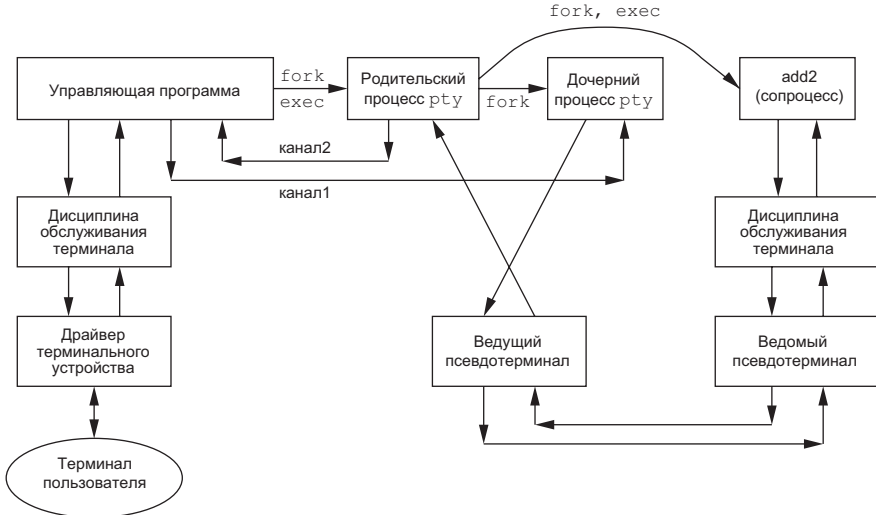 fork, exec
Управляющая программа
fork
exec
Родительский
процесс pty
fork
Дочерний
процесс pty
add2
(сопроцесс)
канал2
канал1
Дисциплина
обслуживания
терминала
Дисциплина
обслуживания
терминала
Драйвер
терминального
устройства
Ведущий
псевдотерминал
Ведомый
псевдотерминал
Терминал
пользователя